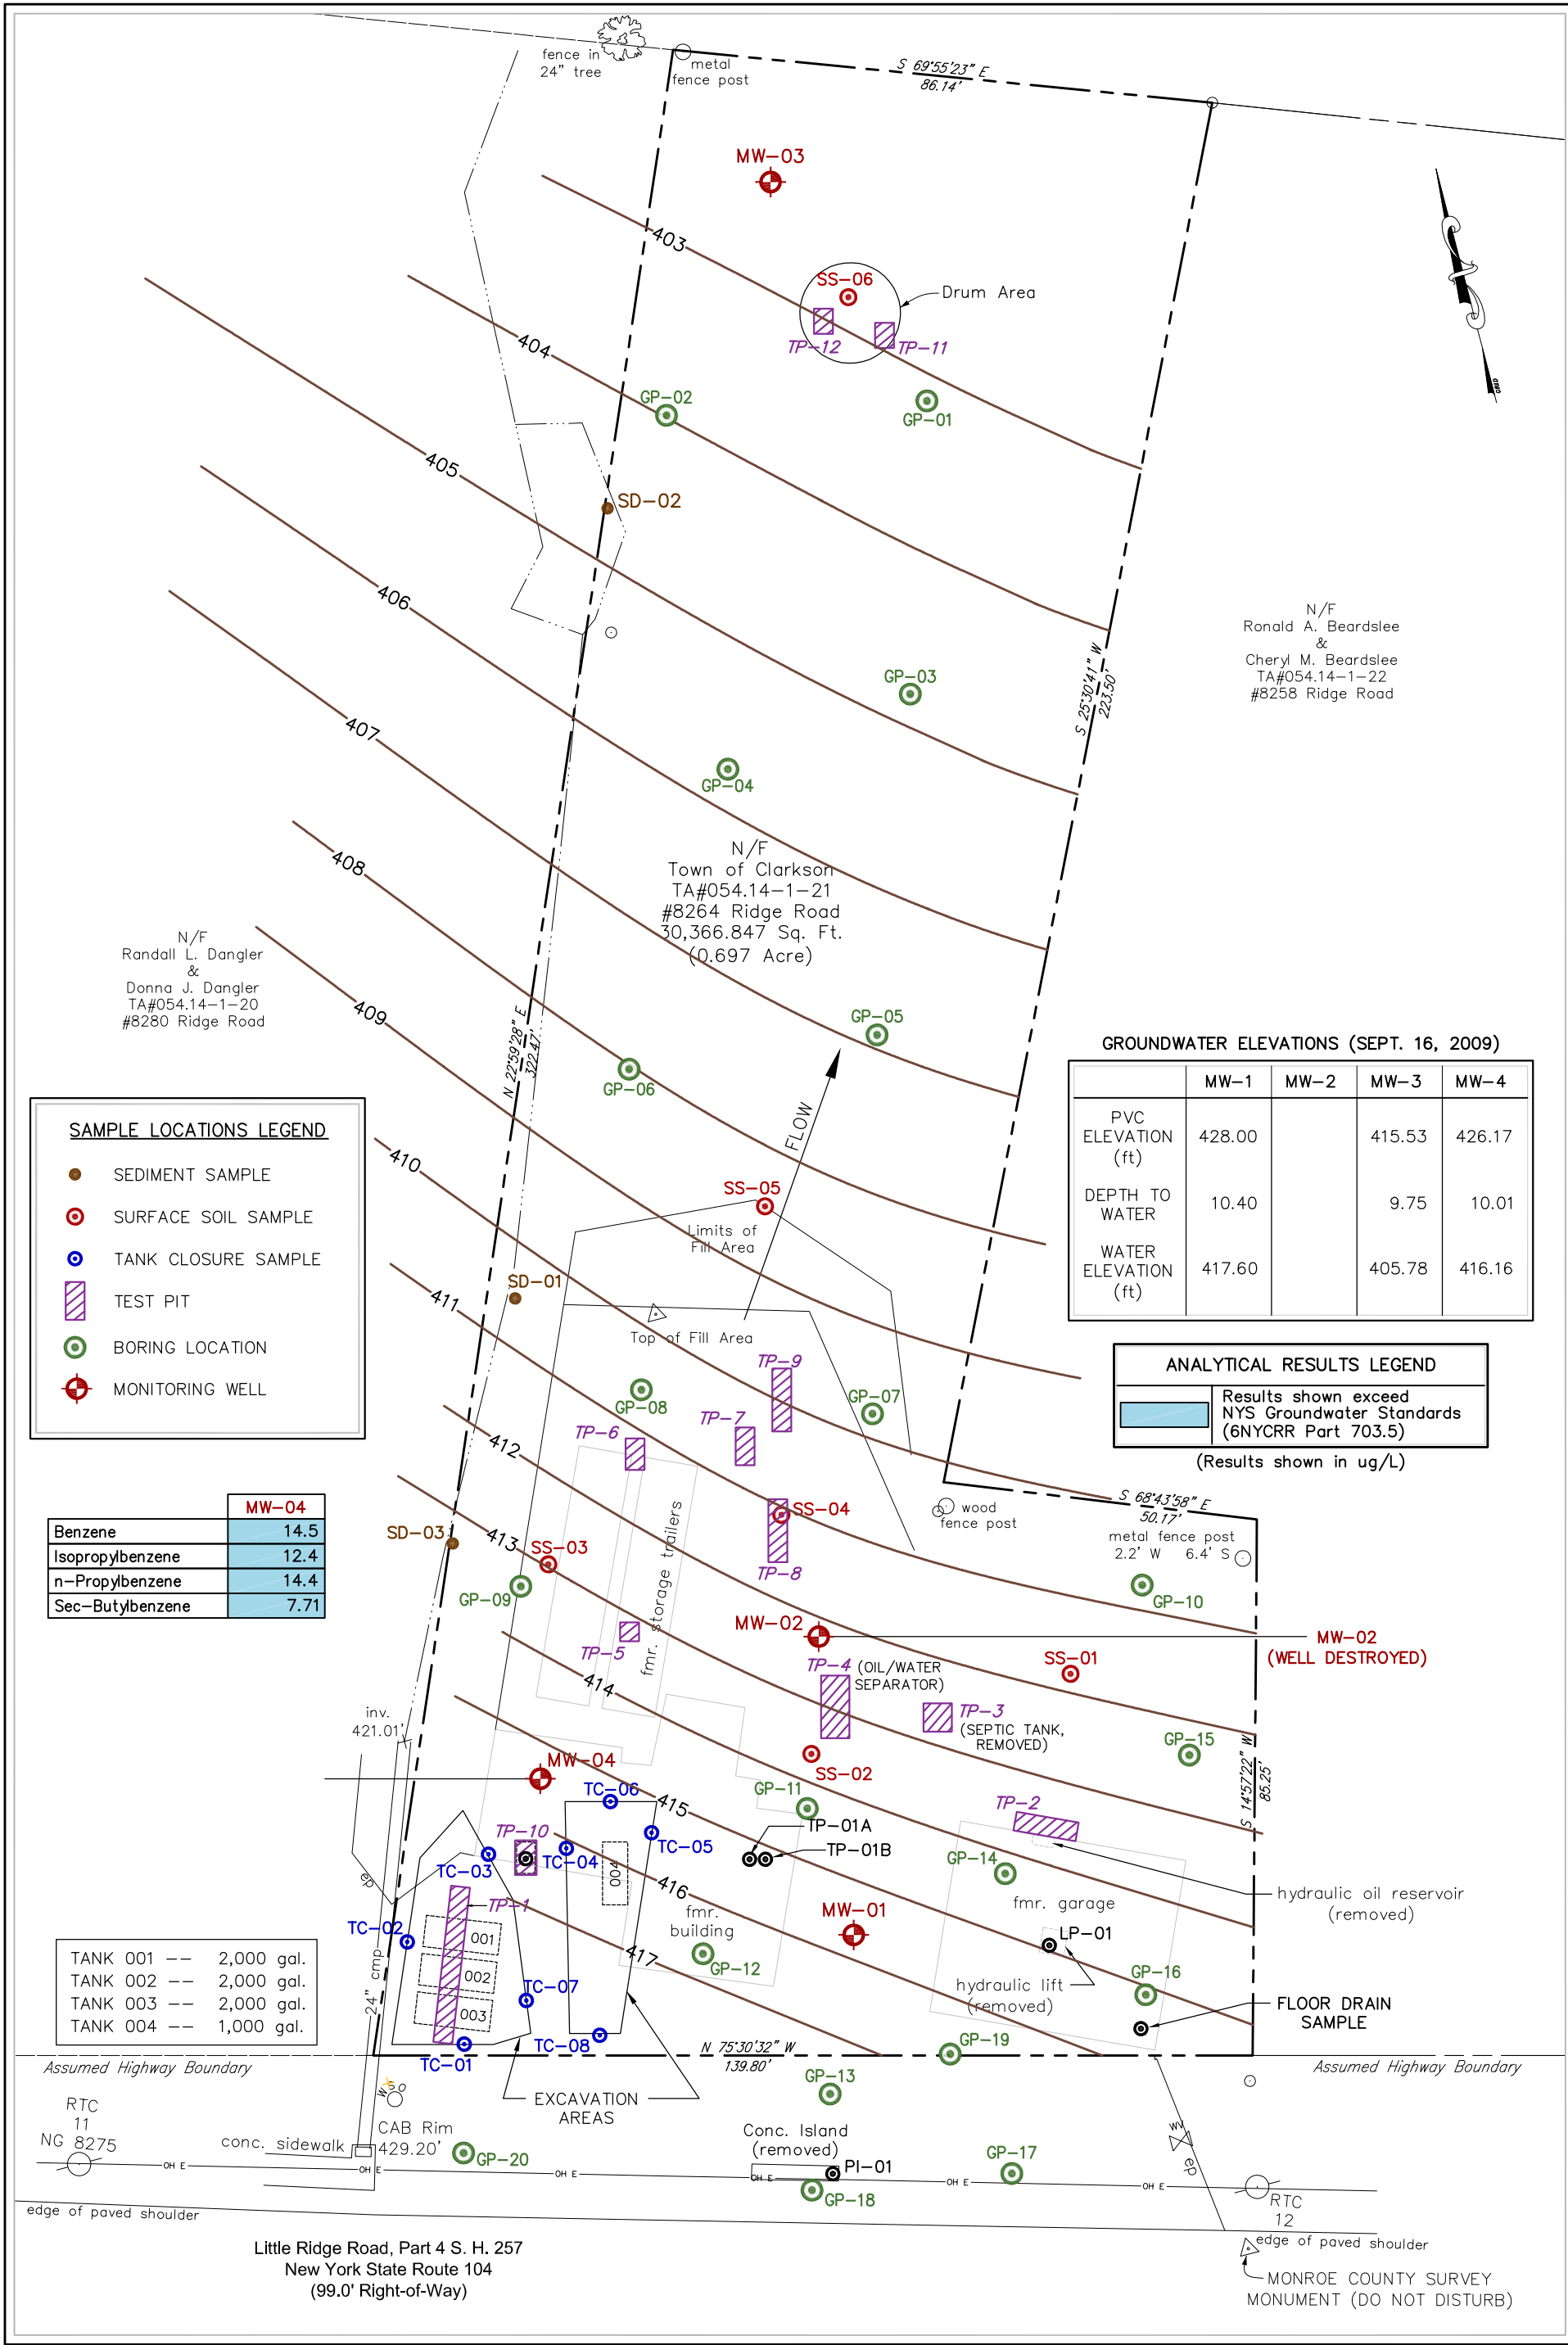 fence in
24" tree
metal
fence post
S 69°55'23" E
86.14'
MW-03
403
SS-06
Drum Area
TP-12
TP-11
404
GP-02
GP-01
405
SD-02
406
N/F
Ronald A. Beardslee
&
Cheryl M. Beardslee
TA#054.14-1-22
#8258 Ridge Road
S 25°30'41" W
223.50'
GP-03
407
GP-04
408
N/F
Town of Clarkson
TA#054.14-1-21
#8264 Ridge Road
30,366.847 Sq. Ft.
(0.697 Acre)
N/F
Randall L. Dangler
&
Donna J. Dangler
TA#054.14-1-20
#8280 Ridge Road
409
N 22°59'28" E
322.47'
GP-05
GP-06
FLOW
GROUNDWATER ELEVATIONS (SEPT. 16, 2009)
MW-1 MW-2 MW-3 MW-4
PVC ELEVATION (ft) 428.00 415.53 426.17
DEPTH TO WATER 10.40 9.75 10.01
WATER ELEVATION (ft) 417.60 405.78 416.16
SAMPLE LOCATIONS LEGEND
SEDIMENT SAMPLE
SURFACE SOIL SAMPLE
TANK CLOSURE SAMPLE
TEST PIT
BORING LOCATION
MONITORING WELL
410
SS-05
Limits of
Fill Area
SD-01
411
Top of Fill Area
ANALYTICAL RESULTS LEGEND
Results shown exceed
NYS Groundwater Standards
(6NYCRR Part 703.5)
(Results shown in ug/L)
TP-9
GP-08
GP-07
TP-7
TP-6
412
S 68°43'58" E
50.17'
wood
fence post
metal fence post
2.2' W 6.4' S
MW-04
Benzene 14.5
Isopropylbenzene 12.4
n-Propylbenzene 14.4
Sec-Butylbenzene 7.71
SD-03
413
SS-03
SS-04
TP-8
GP-09
fmr. storage trailers
GP-10
MW-02
MW-02
(WELL DESTROYED)
TP-5
TP-4 (OIL/WATER
SEPARATOR)
SS-01
414
TP-3
(SEPTIC TANK,
REMOVED)
inv.
421.01'
GP-15
S 14°57'22" W
85.25'
MW-04
SS-02
TC-06
415
GP-11
TP-2
TP-01A
TP-10
TC-05
TP-01B
TC-04
TC-03
004
GP-14
ep
416
hydraulic oil reservoir
(removed)
TP-1
fmr.
building
MW-01
fmr. garage
TC-02
001
LP-01
417
GP-12
002
hydraulic lift
(removed)
GP-16
TC-07
003
24" cmp
FLOOR DRAIN
SAMPLE
TANK 001 -- 2,000 gal.
TANK 002 -- 2,000 gal.
TANK 003 -- 2,000 gal.
TANK 004 -- 1,000 gal.
TC-08
TC-01
N 75°30'32" W
139.80'
GP-19
Assumed Highway Boundary
Assumed Highway Boundary
GP-13
EXCAVATION
AREAS
RTC
11
NG 8275
conc. sidewalk
CAB Rim
429.20'
GP-20
Conc. Island
(removed)
PI-01
GP-17
GP-18
wv
ep
OH E
OH E
OH E
OH E
OH E
OH E
RTC
12
edge of paved shoulder
edge of paved shoulder
Little Ridge Road, Part 4 S. H. 257
New York State Route 104
(99.0' Right-of-Way)
MONROE COUNTY SURVEY
MONUMENT (DO NOT DISTURB)